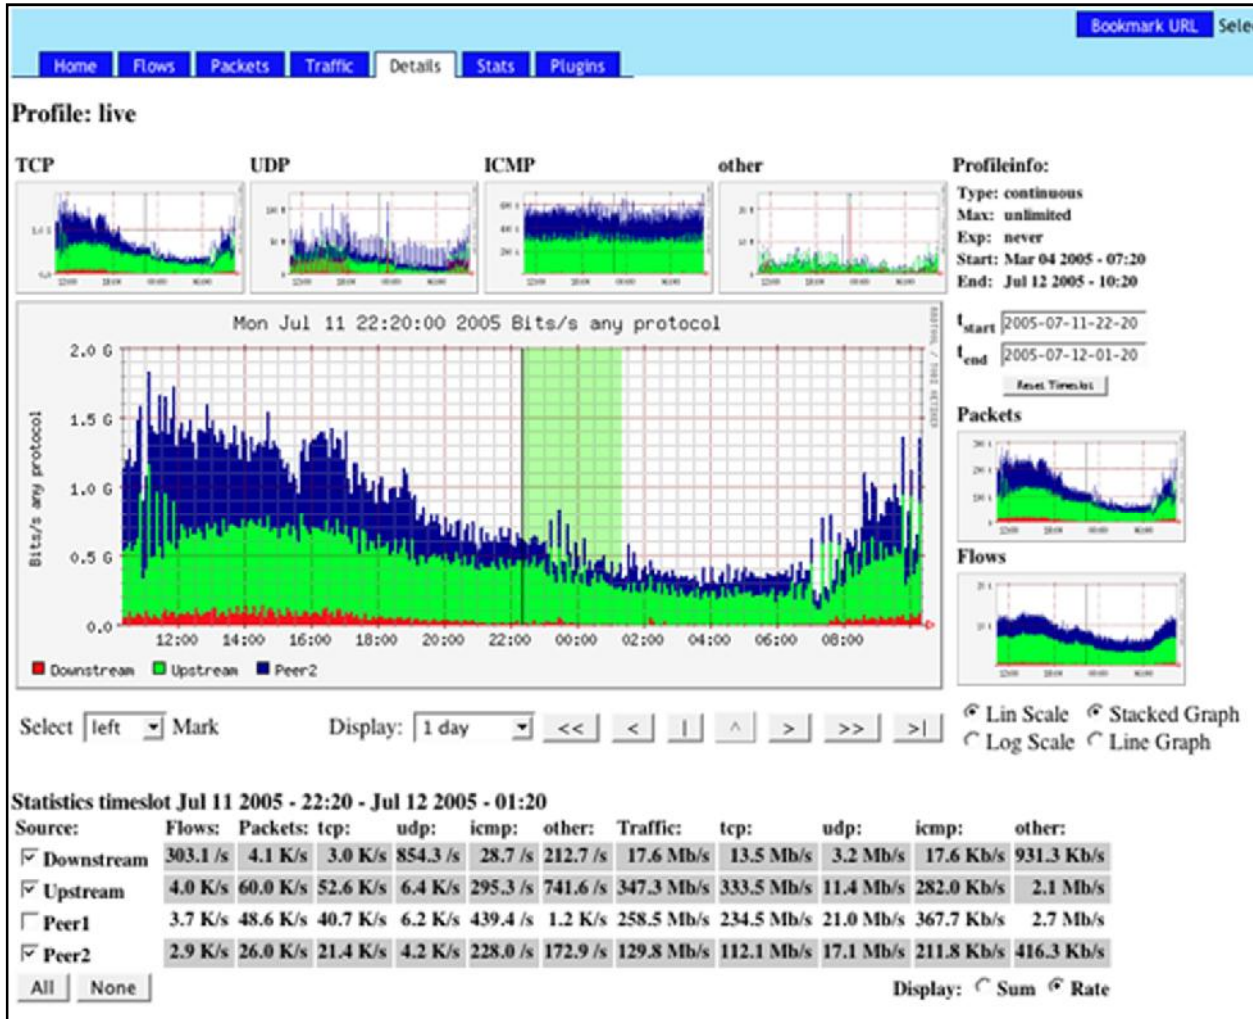 Bookmark URL Selec
Home Flows Packets Traffic Details Stats Plugins
Profile: live
TCP UDP ICMP other Profileinfo:
Type: continuous
Max: unlimited
Exp: never
Start: Mar 04 2005 - 07:20
End: Jul 12 2005 - 10:20
tstart 2005-07-11-22-20
tend 2005-07-12-01-20
Reset Timeslot
Mon Jul 11 22:20:00 2005 Bits/s any protocol
RRDTOOL / TOBI OETIKER
Bits/s any protocol
2.0 G
1.5 G
1.0 G
0.5 G
0.0
12:00 14:00 16:00 18:00 20:00 22:00 00:00 02:00 04:00 06:00 08:00
Downstream Upstream Peer2
Packets
Flows
Select left Mark Display: 1 day << < | ^ > >> >|
Lin Scale Stacked Graph
Log Scale Line Graph
Statistics timeslot Jul 11 2005 - 22:20 - Jul 12 2005 - 01:20
Source: Flows: Packets: tcp: udp: icmp: other: Traffic: tcp: udp: icmp: other:
Downstream 303.1 /s 4.1 K/s 3.0 K/s 854.3 /s 28.7 /s 212.7 /s 17.6 Mb/s 13.5 Mb/s 3.2 Mb/s 17.6 Kb/s 931.3 Kb/s
Upstream 4.0 K/s 60.0 K/s 52.6 K/s 6.4 K/s 295.3 /s 741.6 /s 347.3 Mb/s 333.5 Mb/s 11.4 Mb/s 282.0 Kb/s 2.1 Mb/s
Peer1 3.7 K/s 48.6 K/s 40.7 K/s 6.2 K/s 439.4 /s 1.2 K/s 258.5 Mb/s 234.5 Mb/s 21.0 Mb/s 367.7 Kb/s 2.7 Mb/s
Peer2 2.9 K/s 26.0 K/s 21.4 K/s 4.2 K/s 228.0 /s 172.9 /s 129.8 Mb/s 112.1 Mb/s 17.1 Mb/s 211.8 Kb/s 416.3 Kb/s
All None Display: Sum Rate